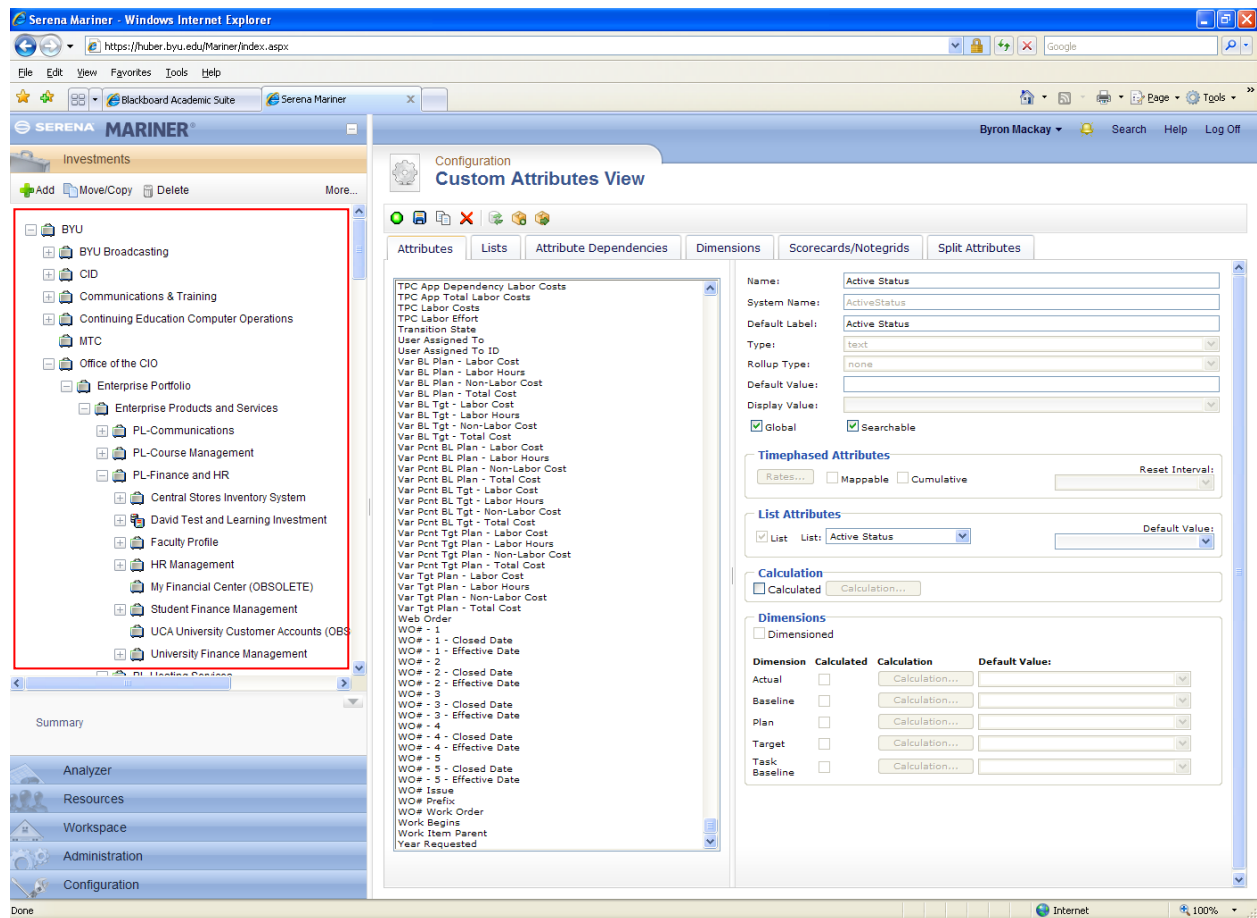 Serena Mariner - Windows Internet Explorer
https://huber.byu.edu/Mariner/index.aspx
Google
File Edit View Favorites Tools Help
Blackboard Academic Suite
Serena Mariner
X
Page Tools
SERENA MARINER®
Byron Mackay
Search Help Log Off
Investments
Add Move/Copy Delete More...
BYU
BYU Broadcasting
CID
Communications & Training
Continuing Education Computer Operations
MTC
Office of the CIO
Enterprise Portfolio
Enterprise Products and Services
PL-Communications
PL-Course Management
PL-Finance and HR
Central Stores Inventory System
David Test and Learning Investment
Faculty Profile
HR Management
My Financial Center (OBSOLETE)
Student Finance Management
UCA University Customer Accounts (OBS
University Finance Management
PL-Hosting Services
Summary
Analyzer
Resources
Workspace
Administration
Configuration
Configuration
Custom Attributes View
Attributes Lists Attribute Dependencies Dimensions Scorecards/Notegrids Split Attributes
TPC App Dependency Labor Costs
TPC App Total Labor Costs
TPC Labor Costs
TPC Labor Effort
Transition State
User Assigned To
User Assigned To ID
Var BL Plan - Labor Cost
Var BL Plan - Labor Hours
Var BL Plan - Non-Labor Cost
Var BL Plan - Total Cost
Var BL Tgt - Labor Cost
Var BL Tgt - Labor Hours
Var BL Tgt - Non-Labor Cost
Var BL Tgt - Total Cost
Var Pcnt BL Plan - Labor Cost
Var Pcnt BL Plan - Labor Hours
Var Pcnt BL Plan - Non-Labor Cost
Var Pcnt BL Plan - Total Cost
Var Pcnt BL Tgt - Labor Cost
Var Pcnt BL Tgt - Labor Hours
Var Pcnt BL Tgt - Non-Labor Cost
Var Pcnt BL Tgt - Total Cost
Var Pcnt Tgt Plan - Labor Cost
Var Pcnt Tgt Plan - Labor Hours
Var Pcnt Tgt Plan - Non-Labor Cost
Var Pcnt Tgt Plan - Total Cost
Var Tgt Plan - Labor Cost
Var Tgt Plan - Labor Hours
Var Tgt Plan - Non-Labor Cost
Var Tgt Plan - Total Cost
Web Order
WO# - 1
WO# - 1 - Closed Date
WO# - 1 - Effective Date
WO# - 2
WO# - 2 - Closed Date
WO# - 2 - Effective Date
WO# - 3
WO# - 3 - Closed Date
WO# - 3 - Effective Date
WO# - 4
WO# - 4 - Closed Date
WO# - 4 - Effective Date
WO# - 5
WO# - 5 - Closed Date
WO# - 5 - Effective Date
WO# Issue
WO# Prefix
WO# Work Order
Work Begins
Work Item Parent
Year Requested
Name: Active Status
System Name: ActiveStatus
Default Label: Active Status
Type: text
Rollup Type: none
Default Value:
Display Value:
Global Searchable
Timephased Attributes
Rates... Mappable Cumulative Reset Interval:
List Attributes
List List: Active Status Default Value:
Calculation
Calculated Calculation...
Dimensions
Dimensioned
Dimension Calculated Calculation Default Value:
Actual Calculation...
Baseline Calculation...
Plan Calculation...
Target Calculation...
Task Baseline Calculation...
Done
Internet
100%